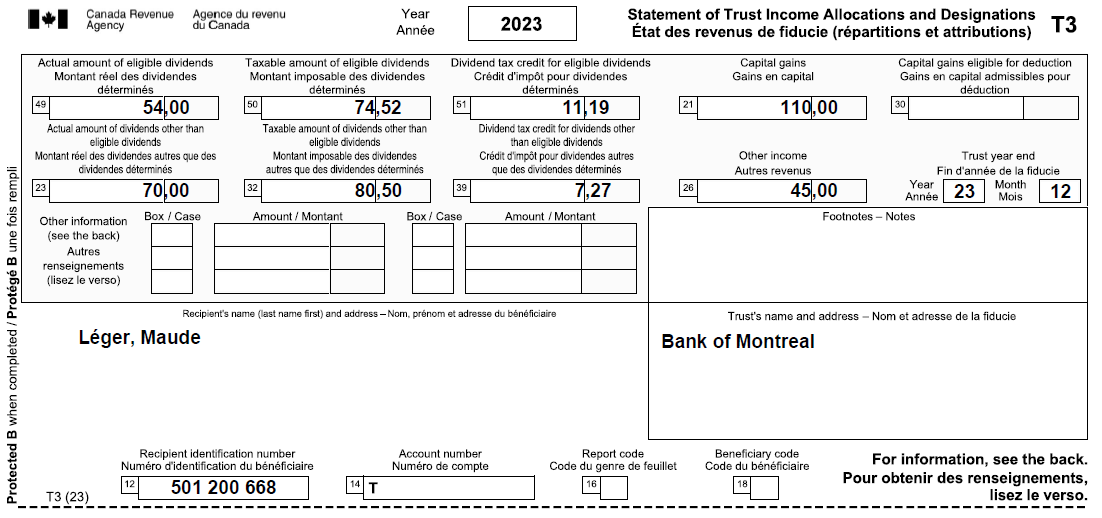 Canada Revenue Agence du revenu
Agency du Canada
Year
Année
2023
Statement of Trust Income Allocations and Designations
État des revenus de fiducie (répartitions et attributions)
T3
Actual amount of eligible dividends
Montant réel des dividendes
déterminés
49 54,00
Taxable amount of eligible dividends
Montant imposable des dividendes
déterminés
50 74,52
Dividend tax credit for eligible dividends
Crédit d'impôt pour dividendes
déterminés
51 11,19
Capital gains
Gains en capital
21 110,00
Capital gains eligible for deduction
Gains en capital admissibles pour
déduction
30
Actual amount of dividends other than
eligible dividends
Montant réel des dividendes autres que des
dividendes déterminés
23 70,00
Taxable amount of dividends other than
eligible dividends
Montant imposable des dividendes
autres que des dividendes déterminés
32 80,50
Dividend tax credit for dividends other
than eligible dividends
Crédit d'impôt pour dividendes autres
que des dividendes déterminés
39 7,27
Other income
Autres revenus
26 45,00
Trust year end
Fin d'année de la fiducie
Year
Année
23
Month
Mois
12
Other information
(see the back)
Autres
renseignements
(lisez le verso)
Box / Case Amount / Montant Box / Case Amount / Montant
Footnotes – Notes
Recipient's name (last name first) and address – Nom, prénom et adresse du bénéficiaire
Léger, Maude
Trust's name and address – Nom et adresse de la fiducie
Bank of Montreal
Recipient identification number
Numéro d'identification du bénéficiaire
12 501 200 668
Account number
Numéro de compte
14 T
Report code
Code du genre de feuillet
16
Beneficiary code
Code du bénéficiaire
18
For information, see the back.
Pour obtenir des renseignements,
lisez le verso.
T3 (23)
Protected B when completed / Protégé B une fois rempli